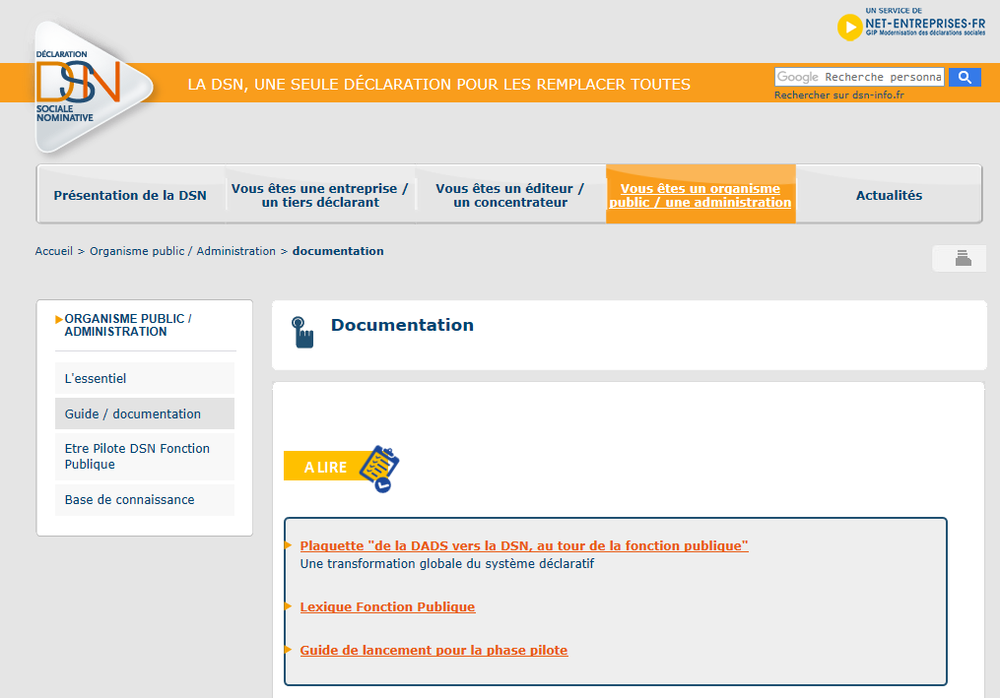 UN SERVICE DE
NET-ENTREPRISES·FR
GIP Modernisation des déclarations sociales
DÉCLARATION
DSN
SOCIALE
NOMINATIVE
LA DSN, UNE SEULE DÉCLARATION POUR LES REMPLACER TOUTES
Google Recherche personna
Rechercher sur dsn-info.fr
Présentation de la DSN
Vous êtes une entreprise /
un tiers déclarant
Vous êtes un éditeur /
un concentrateur
Vous êtes un organisme
public / une administration
Actualités
Accueil > Organisme public / Administration > documentation
ORGANISME PUBLIC /
ADMINISTRATION
L'essentiel
Guide / documentation
Etre Pilote DSN Fonction
Publique
Base de connaissance
Documentation
A LIRE
Plaquette "de la DADS vers la DSN, au tour de la fonction publique"
Une transformation globale du système déclaratif
Lexique Fonction Publique
Guide de lancement pour la phase pilote